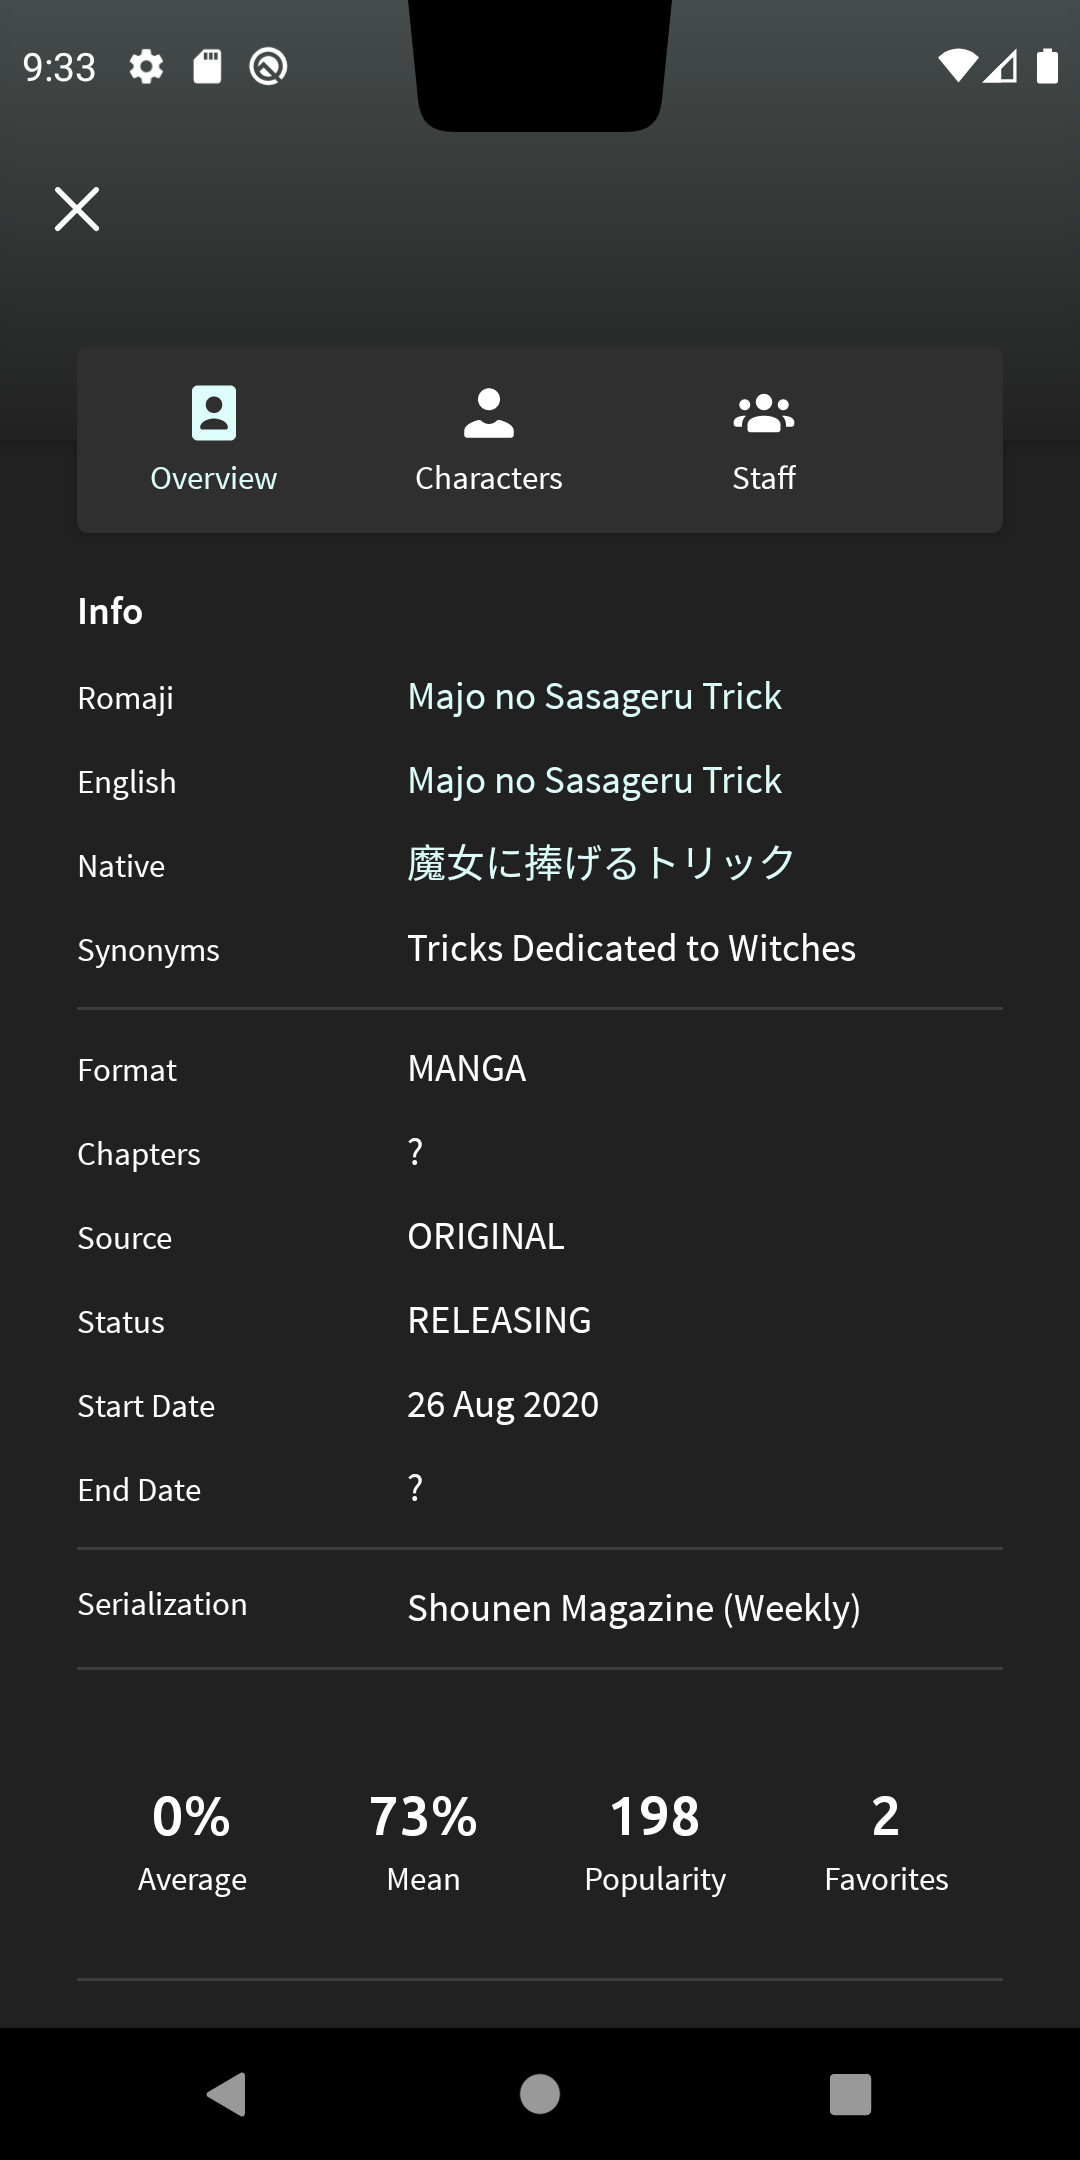 9:33
Overview
Characters
Staff
Info
Romaji Majo no Sasageru Trick
English Majo no Sasageru Trick
Native 魔女に捧げるトリック
Synonyms Tricks Dedicated to Witches
Format MANGA
Chapters ?
Source ORIGINAL
Status RELEASING
Start Date 26 Aug 2020
End Date ?
Serialization Shounen Magazine (Weekly)
0% 73% 198 2
Average Mean Popularity Favorites